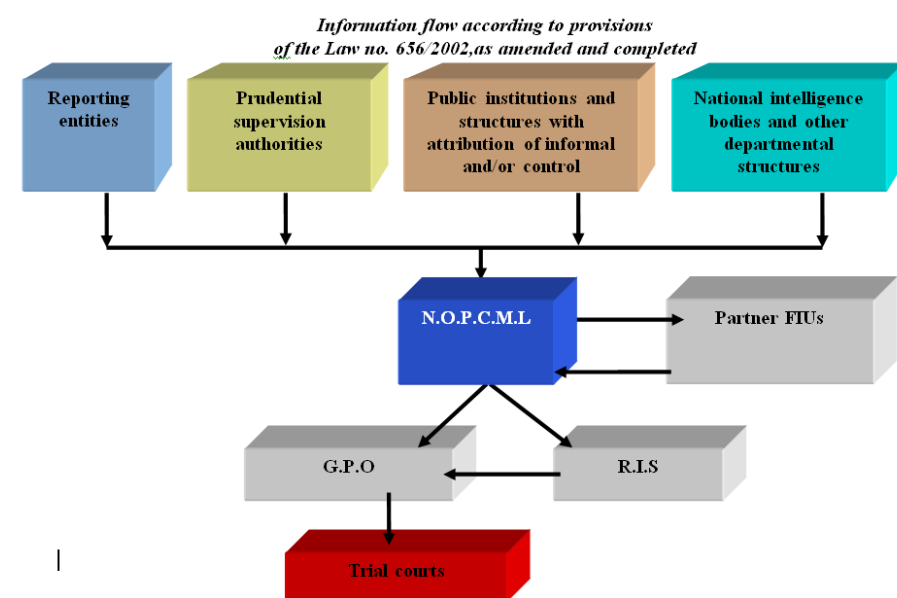 Information flow according to provisions
of the Law no. 656/2002,as amended and completed
Reporting
entities
Prudential
supervision
authorities
Public institutions and
structures with
attribution of informal
and/or control
National intelligence
bodies and other
departmental
structures
N.O.P.C.M.L
Partner FIUs
G.P.O
R.I.S
Trial courts